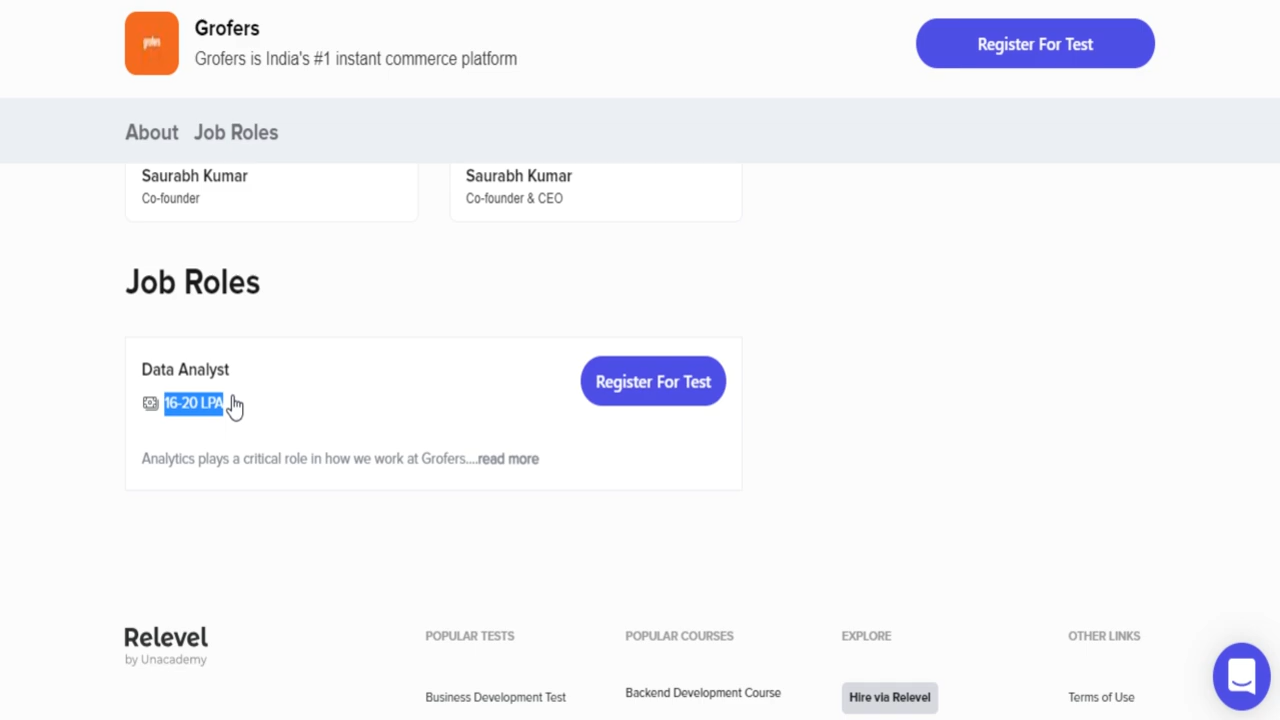 Grofers
Grofers is India's #1 instant commerce platform
Register For Test
About Job Roles
Saurabh Kumar
Co-founder
Saurabh Kumar
Co-founder & CEO
Job Roles
Data Analyst
16-20 LPA
Register For Test
Analytics plays a critical role in how we work at Grofers....read more
Relevel
by Unacademy
POPULAR TESTS
Business Development Test
POPULAR COURSES
Backend Development Course
EXPLORE
Hire via Relevel
OTHER LINKS
Terms of Use